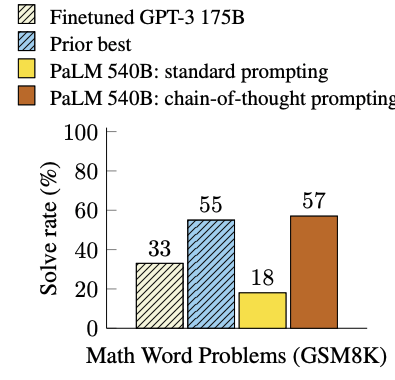 Finetuned GPT-3 175B
Prior best
PaLM 540B: standard prompting
PaLM 540B: chain-of-thought prompting
Solve rate (%)
100
80
60
40
20
0
33
55
18
57
Math Word Problems (GSM8K)